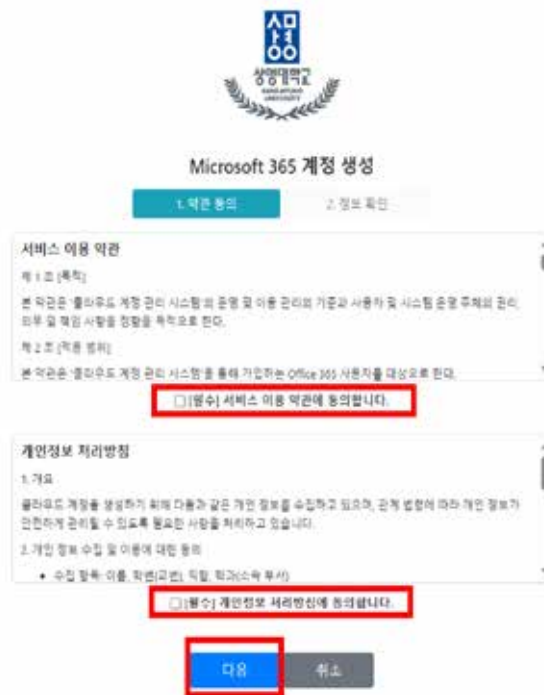 상명
상명대학교
SANGMYUNG
UNIVERSITY
Microsoft 365 계정 생성
1. 약관 동의
2. 정보 확인
서비스 이용 약관
제 1 조 [목적]
본 약관은 '클라우드 계정 관리 시스템'의 운영 및 이용 관리의 기준과 사용자 및 시스템 운영 주체의 권리,
의무 및 책임 사항을 정함을 목적으로 한다.
제 2 조 [적용 범위]
본 약관은 '클라우드 계정 관리 시스템'을 통해 가입하는 Office 365 사용자를 대상으로 한다.
[필수] 서비스 이용 약관에 동의합니다.
개인정보 처리방침
1. 개요
클라우드 계정을 생성하기 위해 다음과 같은 개인 정보를 수집하고 있으며, 관계 법령에 따라 개인 정보가
안전하게 관리될 수 있도록 필요한 사항을 처리하고 있습니다.
2. 개인 정보 수집 및 이용에 대한 동의
• 수집 항목: 이름, 학번(교번), 직립, 학과(소속 부서)
[필수] 개인정보 처리방침에 동의합니다.
다음
취소